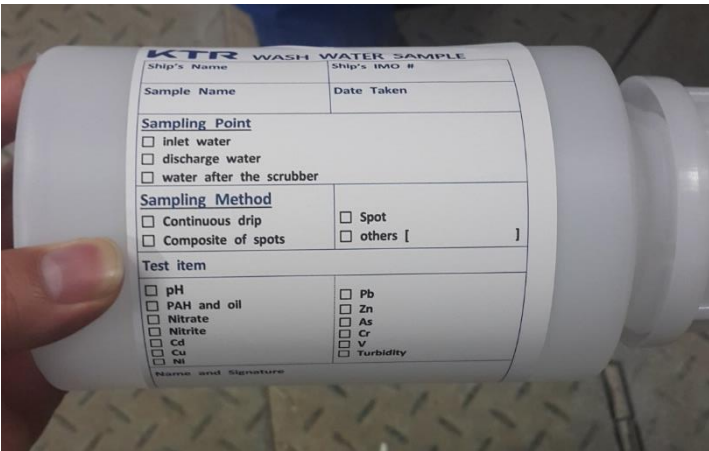 KTR WASH WATER SAMPLE
Ship's Name Ship's IMO #
Sample Name Date Taken
Sampling Point
☐ inlet water
☐ discharge water
☐ water after the scrubber
Sampling Method
☐ Continuous drip ☐ Spot
☐ Composite of spots ☐ others [ ]
Test item
☐ pH ☐ Pb
☐ PAH and oil ☐ Zn
☐ Nitrate ☐ As
☐ Nitrite ☐ Cr
☐ Cd ☐ V
☐ Cu ☐ Turbidity
☐ Ni
Name and Signature